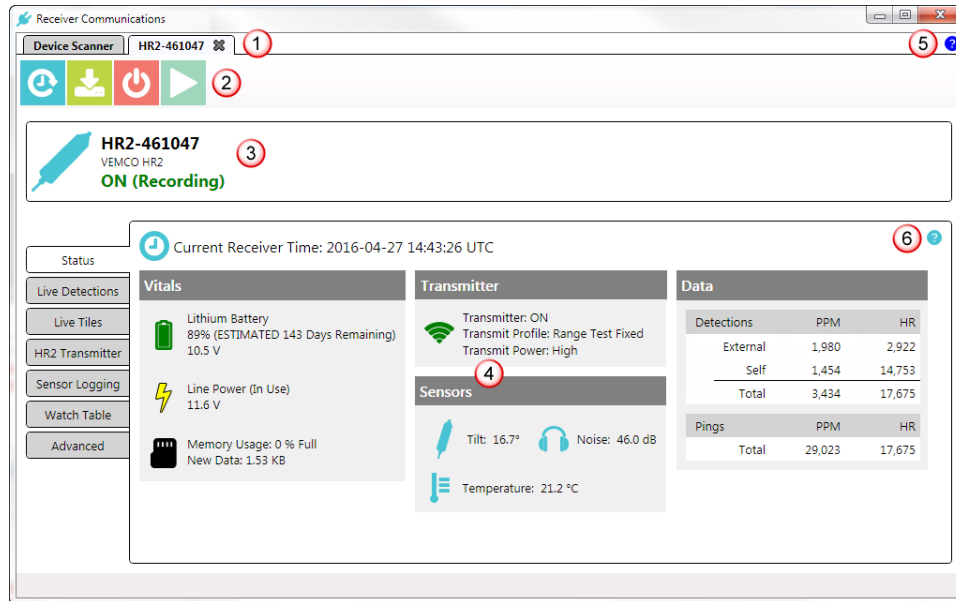 Receiver Communications
Device Scanner
HR2-461047
1
5
?
2
HR2-461047
VEMCO HR2
ON (Recording)
3
Current Receiver Time: 2016-04-27 14:43:26 UTC
6
?
Status
Live Detections
Live Tiles
HR2 Transmitter
Sensor Logging
Watch Table
Advanced
Vitals
Lithium Battery
89% (ESTIMATED 143 Days Remaining)
10.5 V
Line Power (In Use)
11.6 V
Memory Usage: 0 % Full
New Data: 1.53 KB
Transmitter
Transmitter: ON
Transmit Profile: Range Test Fixed
Transmit Power: High
4
Sensors
Tilt: 16.7°
Noise: 46.0 dB
Temperature: 21.2 °C
Data
Detections PPM HR
External 1,980 2,922
Self 1,454 14,753
Total 3,434 17,675
Pings PPM HR
Total 29,023 17,675